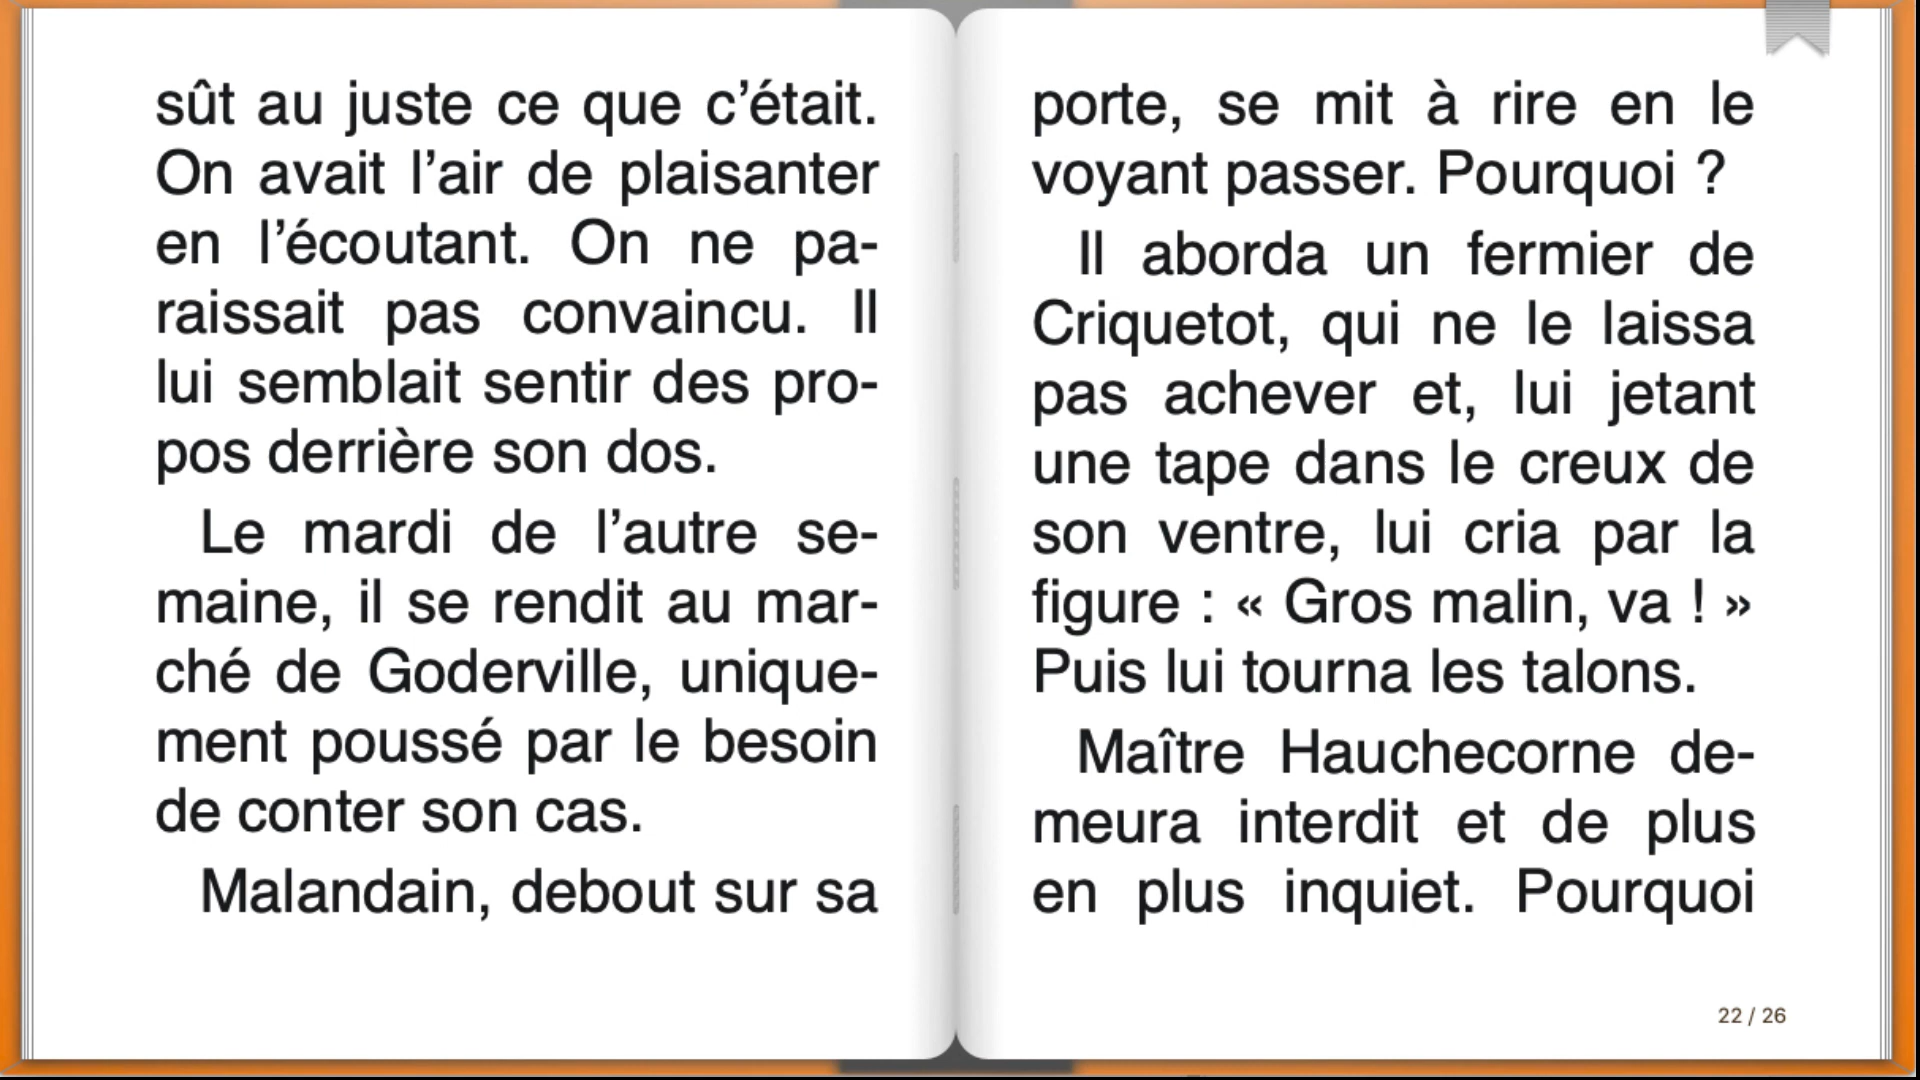 sût au juste ce que c’était.
On avait l’air de plaisanter
en l’écoutant. On ne pa-
raissait pas convaincu. Il
lui semblait sentir des pro-
pos derrière son dos.
Le mardi de l’autre se-
maine, il se rendit au mar-
ché de Goderville, unique-
ment poussé par le besoin
de conter son cas.
Malandain, debout sur sa
porte, se mit à rire en le
voyant passer. Pourquoi ?
Il aborda un fermier de
Criquetot, qui ne le laissa
pas achever et, lui jetant
une tape dans le creux de
son ventre, lui cria par la
figure : « Gros malin, va ! »
Puis lui tourna les talons.
Maître Hauchecorne de-
meura interdit et de plus
en plus inquiet. Pourquoi
22 / 26